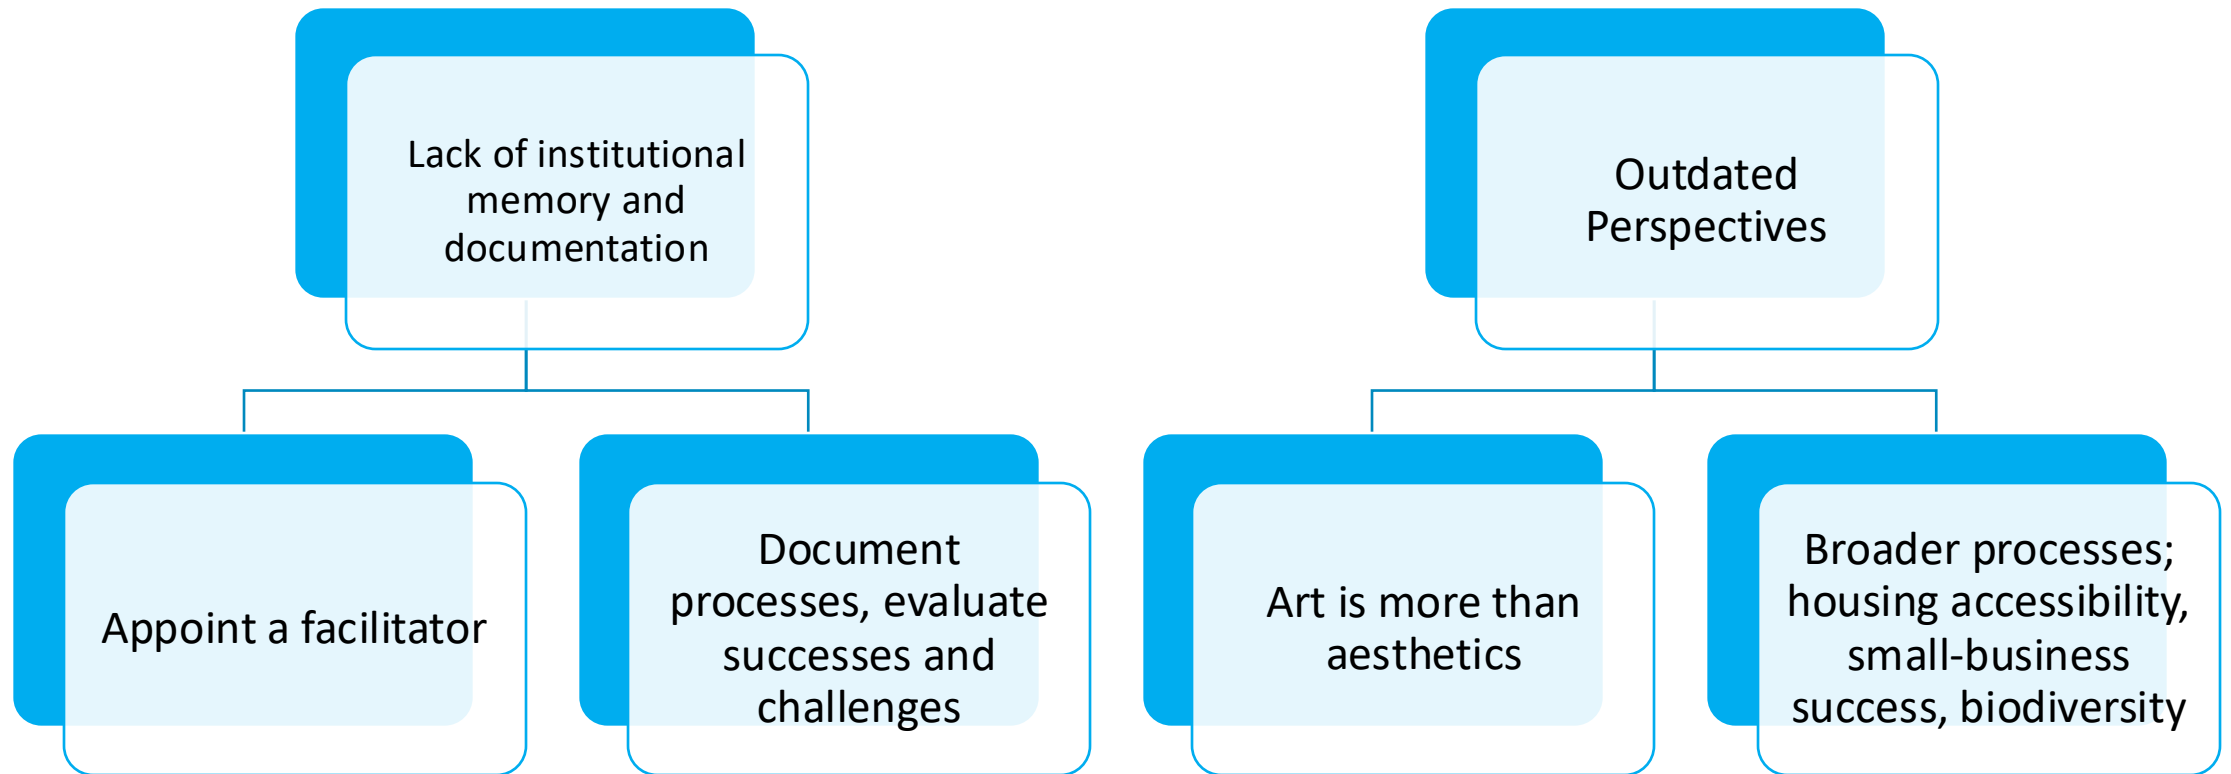 Lack of institutional
memory and
documentation
Outdated
Perspectives
Appoint a facilitator
Document
processes, evaluate
successes and
challenges
Art is more than
aesthetics
Broader processes;
housing accessibility,
small-business
success, biodiversity